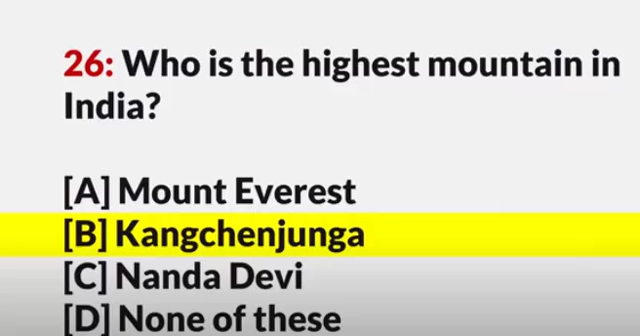 26: Who is the highest mountain in
India?
[A] Mount Everest
[B] Kangchenjunga
[C] Nanda Devi
[D] None of these